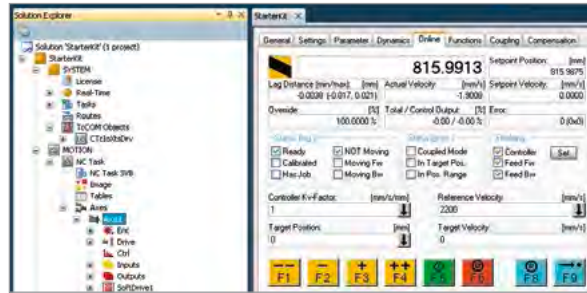 Solution Explorer
StarterKit
Solution 'StarterKit' (1 project)
StarterKit
SYSTEM
License
Real-Time
Tasks
Routes
TcCOM Objects
MOTION
NC Task
NC Task SVB
Image
Tables
Axes
Enc
Drive
Ctrl
Inputs
Outputs
SoftDrive1
General Settings Parameter Dynamics Online Functions Coupling Compensation
815.9913
Setpoint Position: [mm]
Lag Distance (min/max): [mm] Actual Velocity: [mm/s] Setpoint Velocity: [mm/s]
-0.0038 (-0.017, 0.021) -1.9009 0.0000
Override: [%] Total / Control Output: [%] Error:
100.0000 % -0.00 / -0.00 % 0 (0x0)
Ready NOT Moving Coupled Mode Controller Set
Calibrated Moving Fw In Target Pos. Feed Fw
Has Job Moving Bw In Pos. Range Feed Bw
Controller Kv-Factor: [mm/s/mm] Reference Velocity: [mm/s]
1 2200
Target Position: [mm] Target Velocity: [mm/s]
0 0
-- - + ++
F1 F2 F3 F4 F5 F6 F8 F9